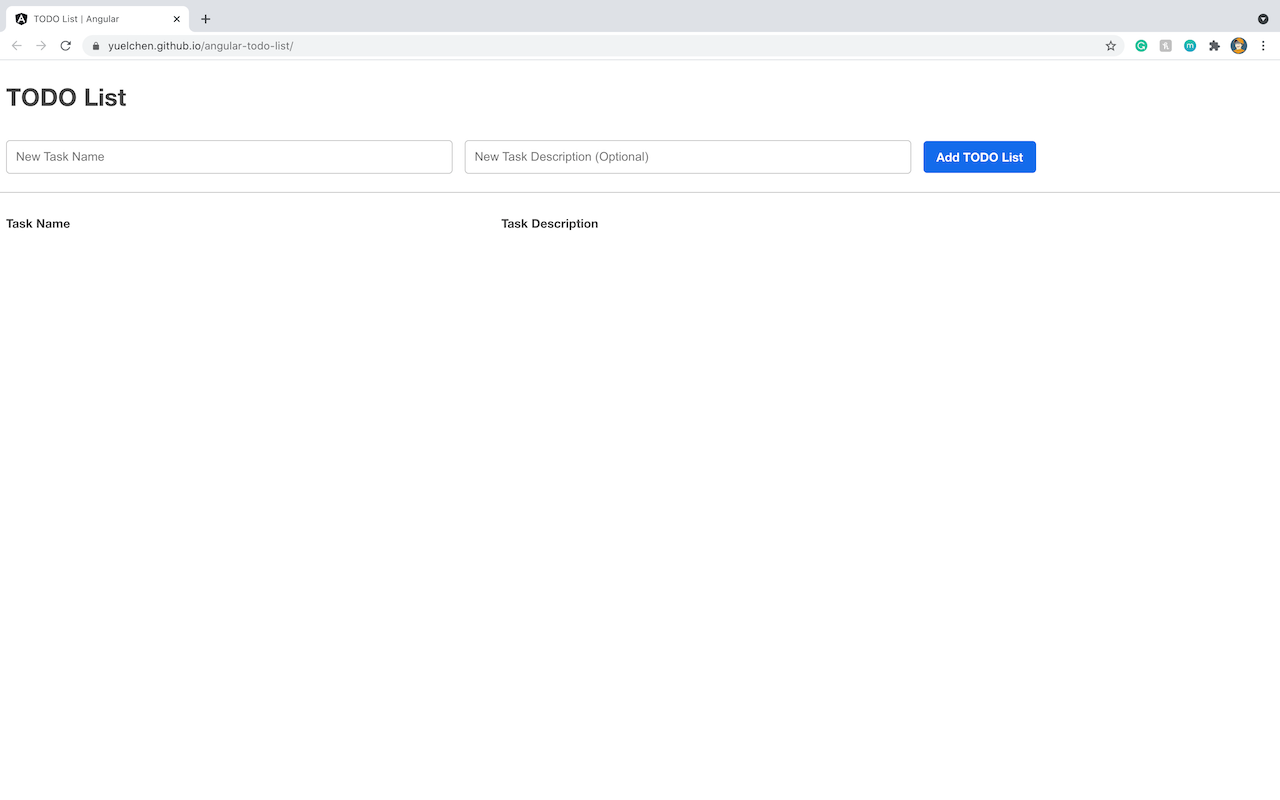 TODO List | Angular
yuelchen.github.io/angular-todo-list/
TODO List
New Task Name
New Task Description (Optional)
Add TODO List
Task Name
Task Description